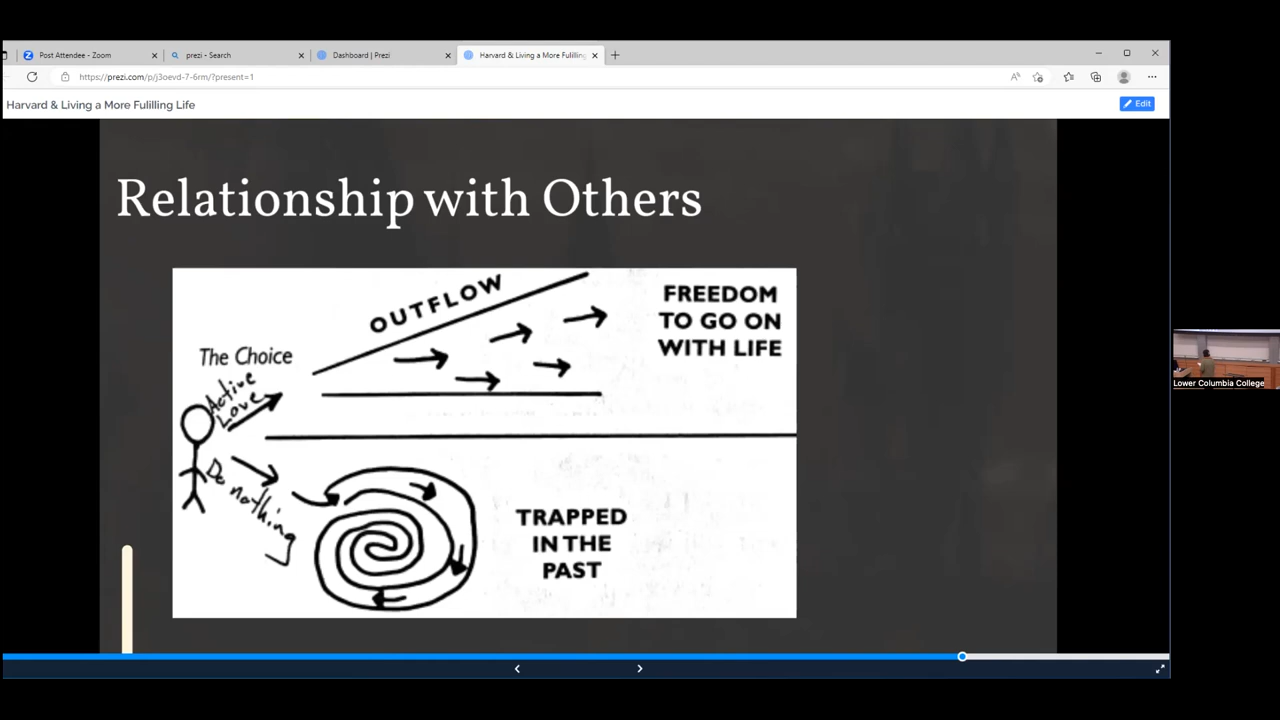 Post Attendee - Zoom
prezi - Search
Dashboard | Prezi
Harvard & Living a More Fulilling
https://prezi.com/p/j3oevd-7-6rm/?present=1
Harvard & Living a More Fulilling Life
Edit
Relationship with Others
OUTFLOW
FREEDOM
TO GO ON
WITH LIFE
The Choice
Active
Love
Do nothing
TRAPPED
IN THE
PAST
Lower Columbia College